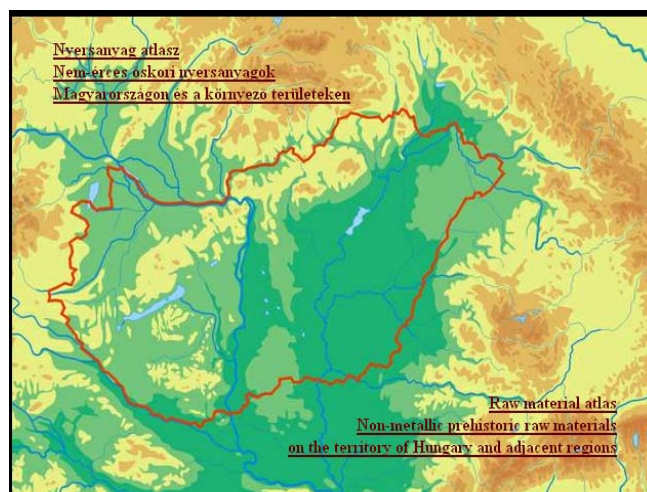 Nyersanyag atlasz
Nem-érces őskori nyersanyagok
Magyarországon és a környező területeken
Raw material atlas
Non-metallic prehistoric raw materials
on the territory of Hungary and adjacent regions